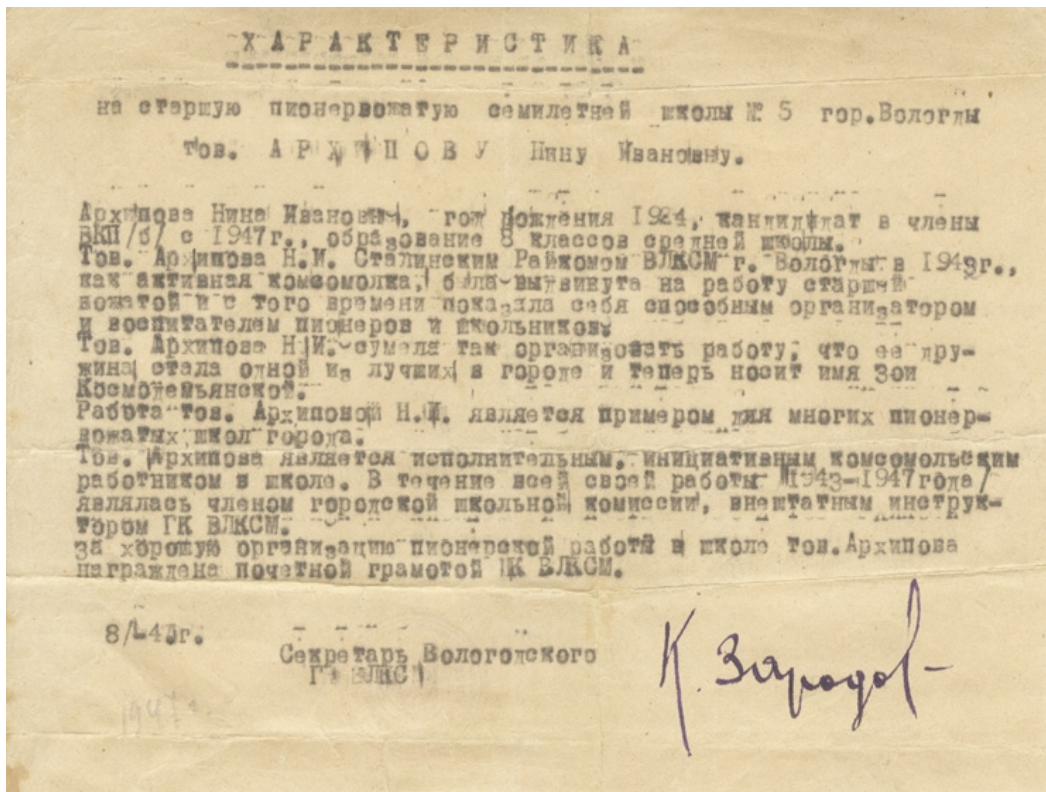 ХАРАКТЕРИСТИКА
на старшую пионервожатую семилетней школы № 5 гор.Вологды
тов. АРХИПОВУ Нину Ивановну.
Архипова Нина Ивановна, год рождения 1924, кандидат в члены
ВКП/б/ с 1947г., образование 8 классов средней школы.
Тов. Архипова Н.И. Сталинским Райкомом ВЛКСМ г. Вологды в 1943г.,
как активная комсомолка, была выдвинута на работу старшей
вожатой и с того времени показала себя способным организатором
и воспитателем пионеров и школьников.
Тов. Архипова Н.И. сумела так организовать работу, что ее дру-
жина стала одной из лучших в городе и теперь носит имя Зои
Космодемьянской.
Работа тов. Архиповой Н.И. является примером для многих пионер-
вожатых школ города.
Тов. Архипова является исполнительным, инициативным комсомольским
работником в школе. В течение всей своей работы /1943-1947года/
являлась членом городской школьной комиссии, внештатным инструк-
тором ГК ВЛКСМ.
За хорошую организацию пионерской работы в школе тов.Архипова
награждена почетной грамотой ЦК ВЛКСМ.
Секретарь Вологодского
ГК ВЛКСМ
К. Зародов
1947 г.